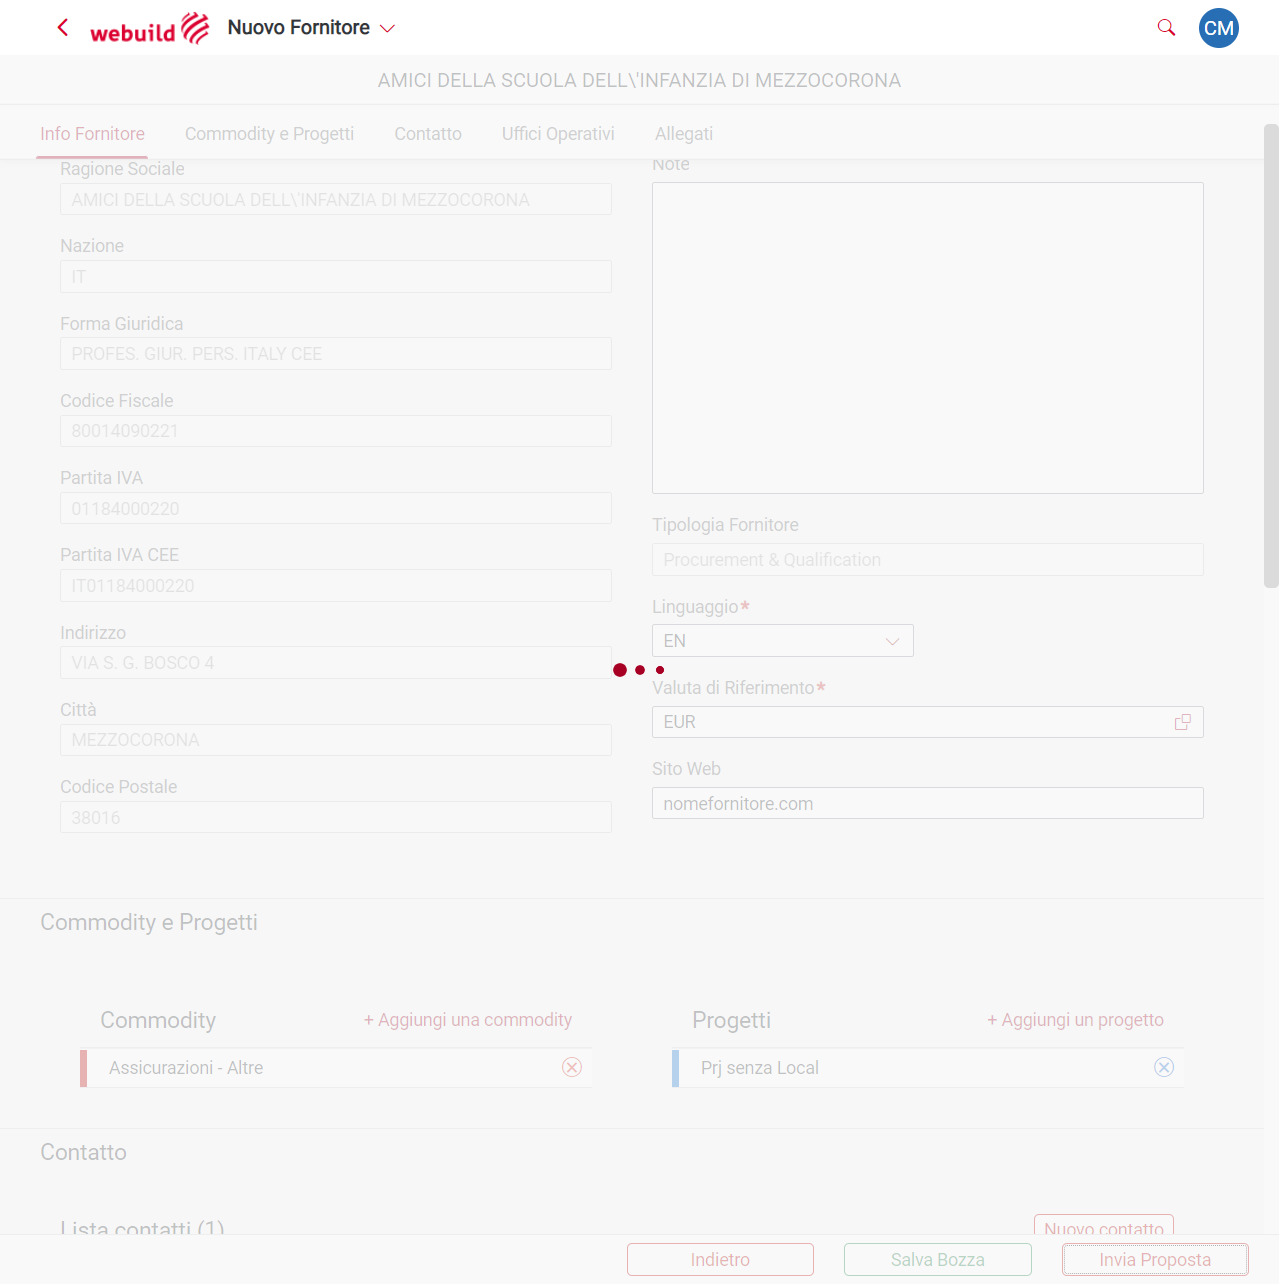 webuild Nuovo Fornitore CM
AMICI DELLA SCUOLA DELL\'INFANZIA DI MEZZOCORONA
Info Fornitore Commodity e Progetti Contatto Uffici Operativi Allegati
Ragione Sociale
AMICI DELLA SCUOLA DELL\'INFANZIA DI MEZZOCORONA
Nazione
IT
Forma Giuridica
PROFES. GIUR. PERS. ITALY CEE
Codice Fiscale
80014090221
Partita IVA
01184000220
Partita IVA CEE
IT01184000220
Indirizzo
VIA S. G. BOSCO 4
Città
MEZZOCORONA
Codice Postale
38016
Note
Tipologia Fornitore
Procurement & Qualification
Linguaggio*
EN
Valuta di Riferimento*
EUR
Sito Web
nomefornitore.com
Commodity e Progetti
Commodity + Aggiungi una commodity
Assicurazioni - Altre
Progetti + Aggiungi un progetto
Prj senza Local
Contatto
Lista contatti (1) Nuovo contatto
Indietro Salva Bozza Invia Proposta